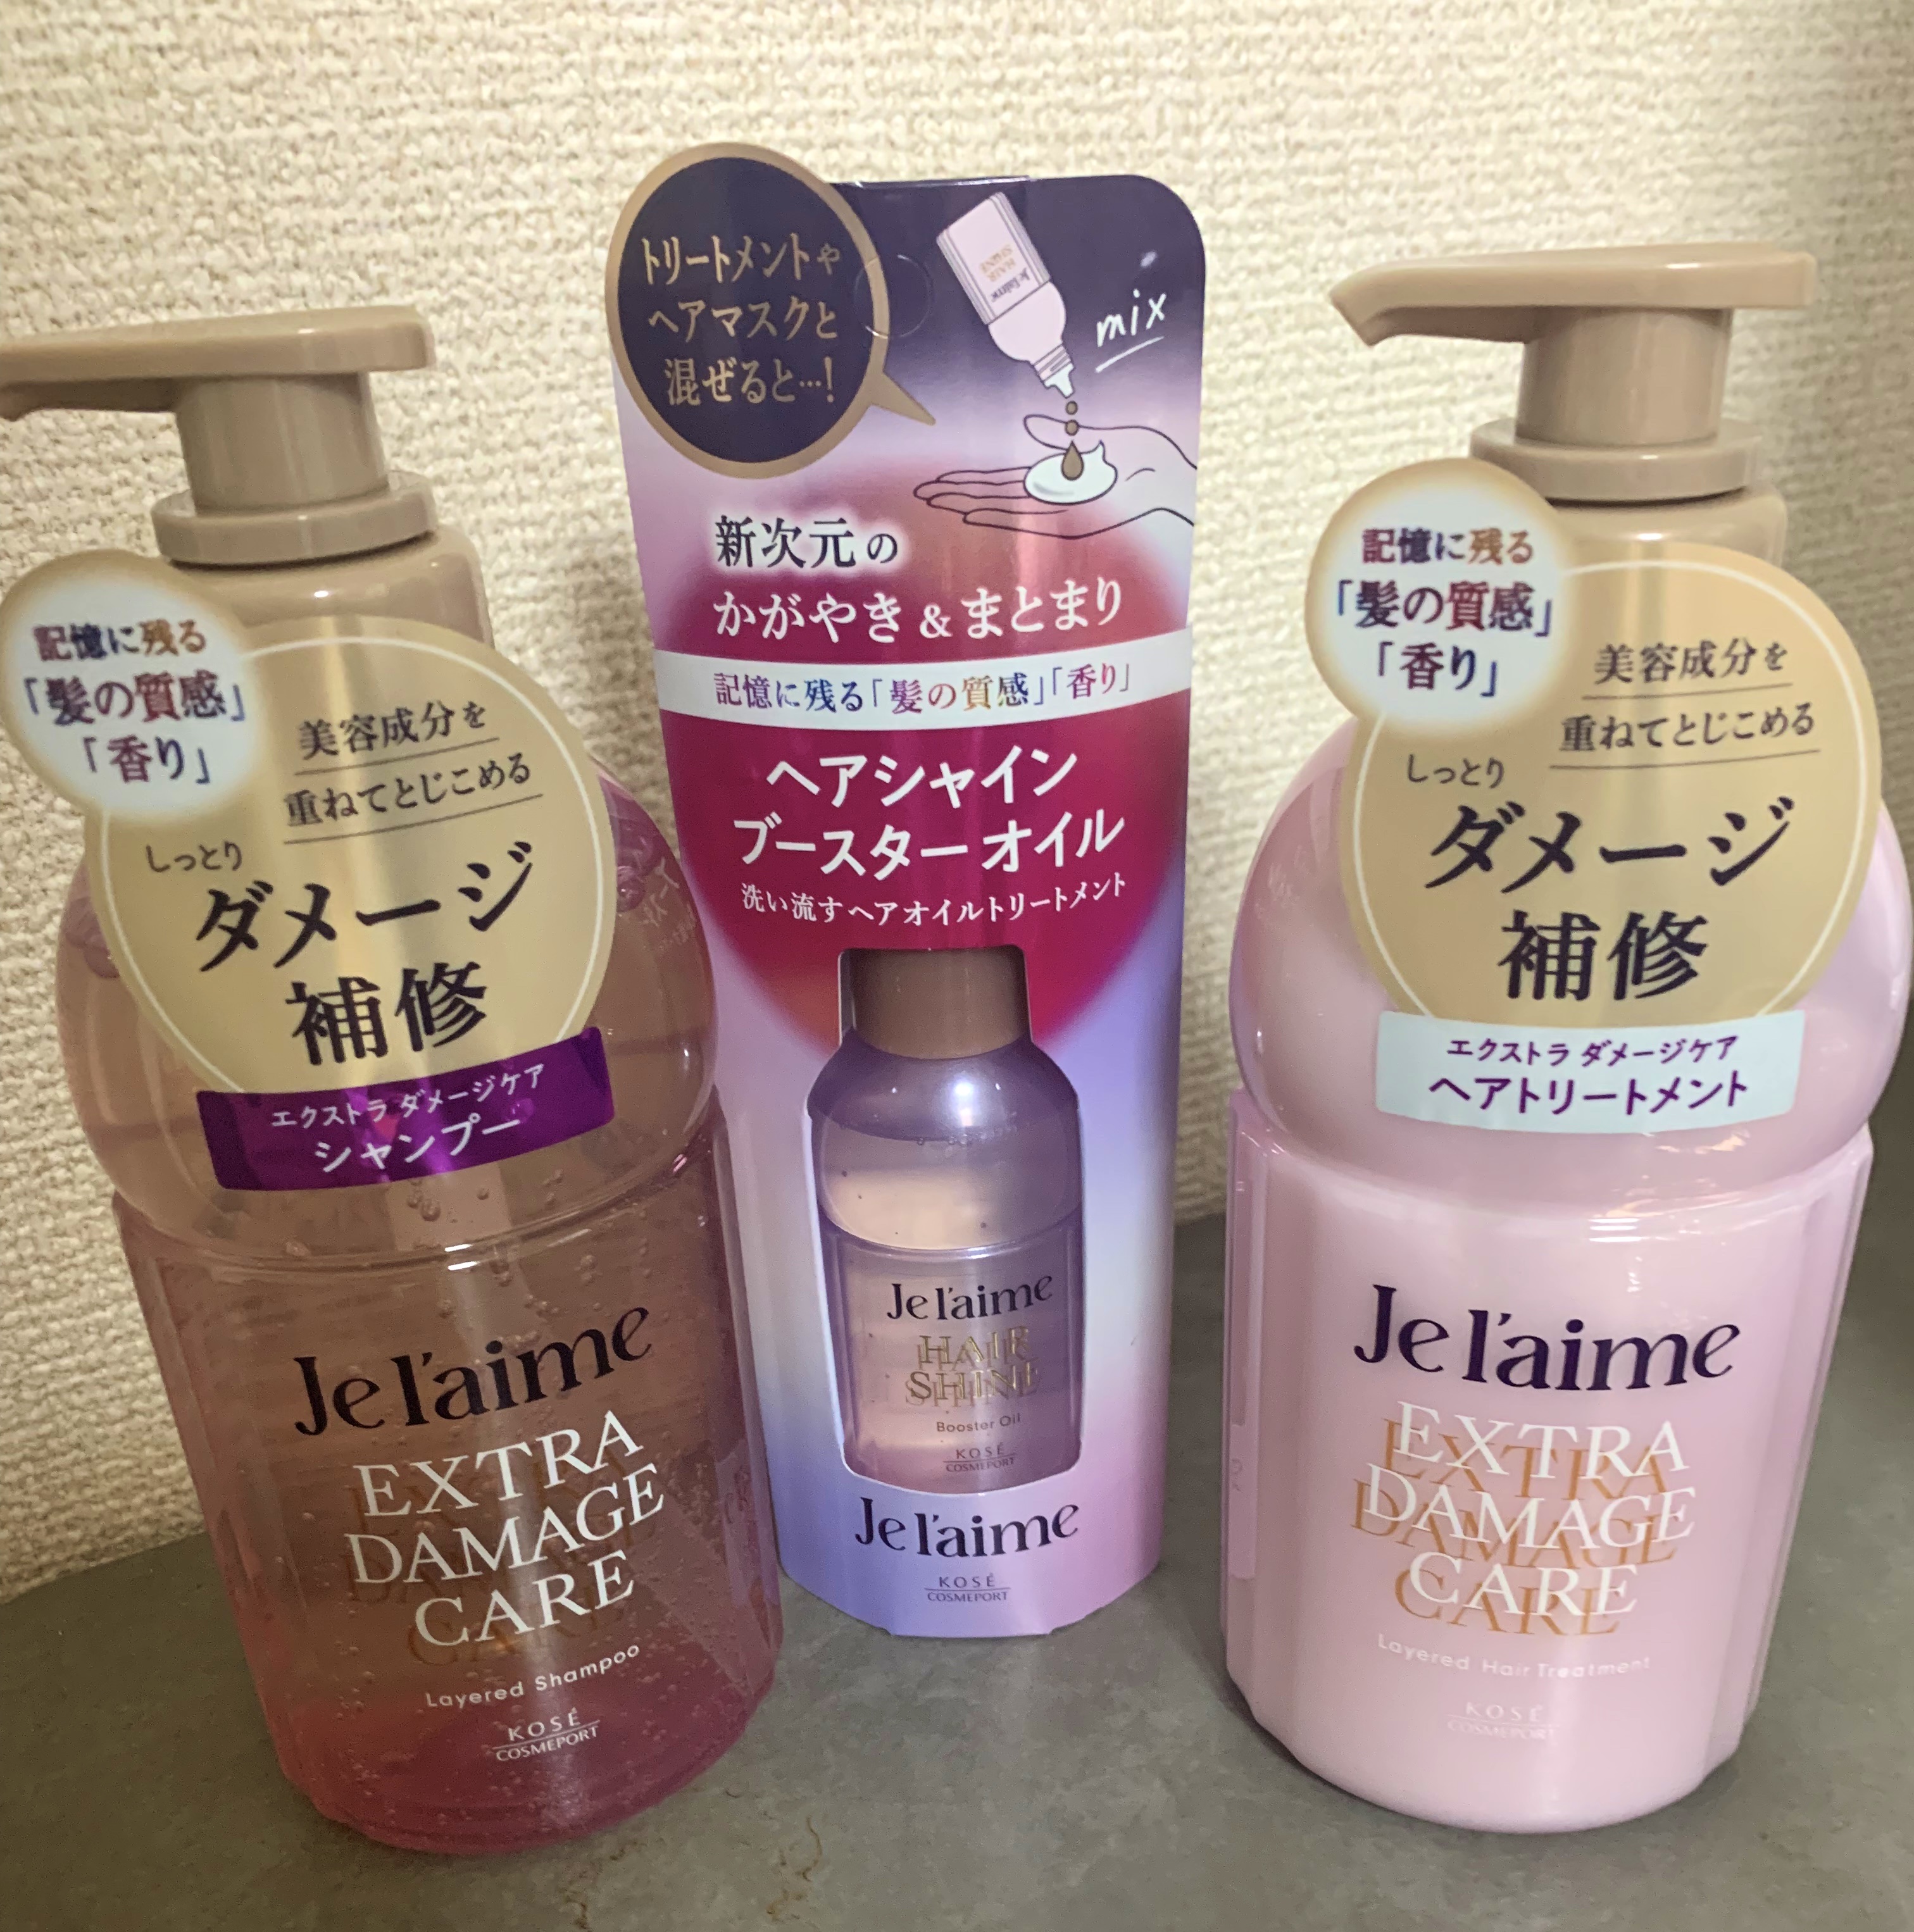 記憶に残る
「髪の質感」
「香り」
美容成分を
重ねてとじこめる
しっとり
ダメージ
補修
エクストラ ダメージケア
シャンプー
Je l'aime
EXTRA
DAMAGE
CARE
Layered Shampoo
KOSÉ
COSMEPORT
トリートメントや
ヘアマスクと
混ぜると…!
Je l'aime
HAIR
SHINE
mix
新次元の
かがやき&まとまり
記憶に残る「髪の質感」「香り」
ヘアシャイン
ブースターオイル
洗い流すヘアオイルトリートメント
Je l'aime
HAIR
SHINE
Booster Oil
KOSÉ
COSMEPORT
Je l'aime
KOSÉ
COSMEPORT
記憶に残る
「髪の質感」
「香り」
美容成分を
重ねてとじこめる
しっとり
ダメージ
補修
エクストラ ダメージケア
ヘアトリートメント
Je l'aime
EXTRA
DAMAGE
CARE
Layered Hair Treatment
KOSÉ
COSMEPORT